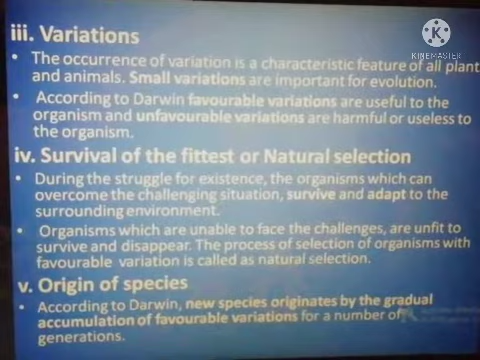 iii. Variations
• The occurrence of variation is a characteristic feature of all plant
and animals. Small variations are important for evolution.
• According to Darwin favourable variations are useful to the
organism and unfavourable variations are harmful or useless to
the organism.
iv. Survival of the fittest or Natural selection
• During the struggle for existence, the organisms which can
overcome the challenging situation, survive and adapt to the
surrounding environment.
• Organisms which are unable to face the challenges, are unfit to
survive and disappear. The process of selection of organisms with
favourable variation is called as natural selection.
v. Origin of species
• According to Darwin, new species originates by the gradual
accumulation of favourable variations for a number of
generations.
K
KINEMASTER